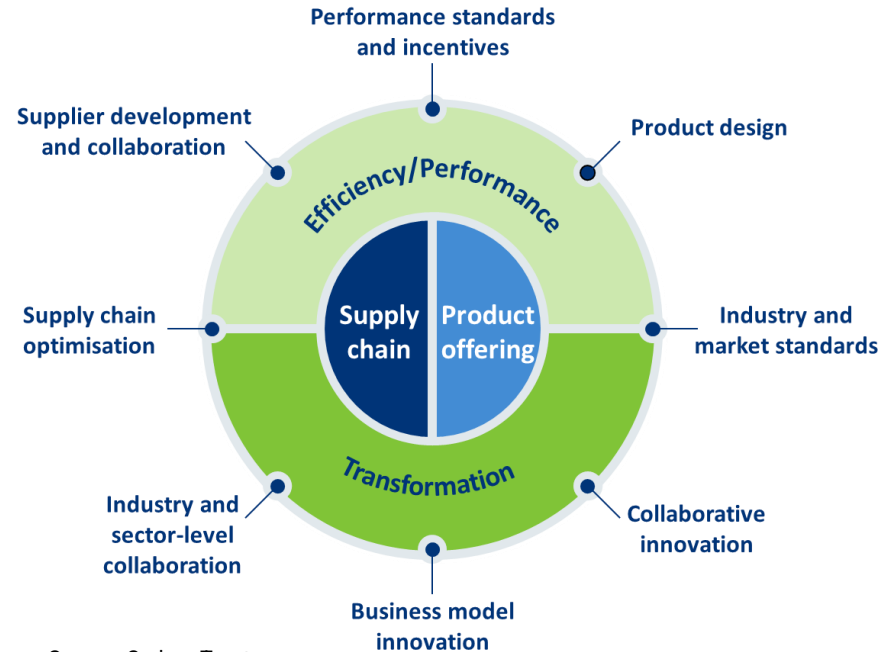 Performance standards
and incentives
Supplier development
and collaboration
Product design
Efficiency/Performance
Supply chain
optimisation
Supply
chain
Product
offering
Industry and
market standards
Transformation
Industry and
sector-level
collaboration
Collaborative
innovation
Business model
innovation